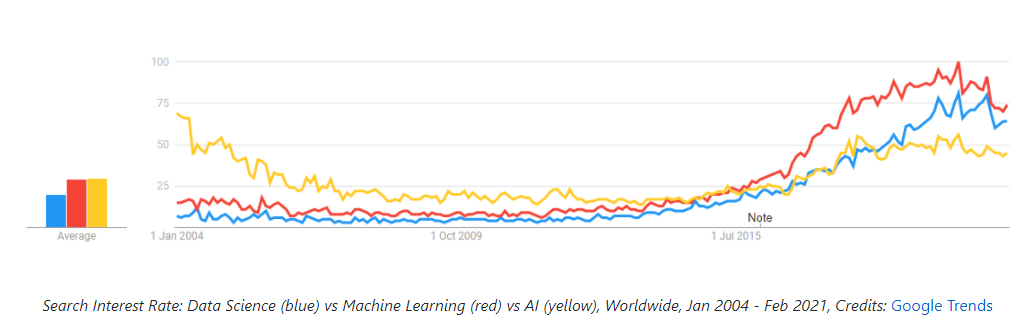 100
75
50
25
Average
1 Jan 2004
1 Oct 2009
1 Jul 2015
Note
Search Interest Rate: Data Science (blue) vs Machine Learning (red) vs AI (yellow), Worldwide, Jan 2004 - Feb 2021, Credits: Google Trends